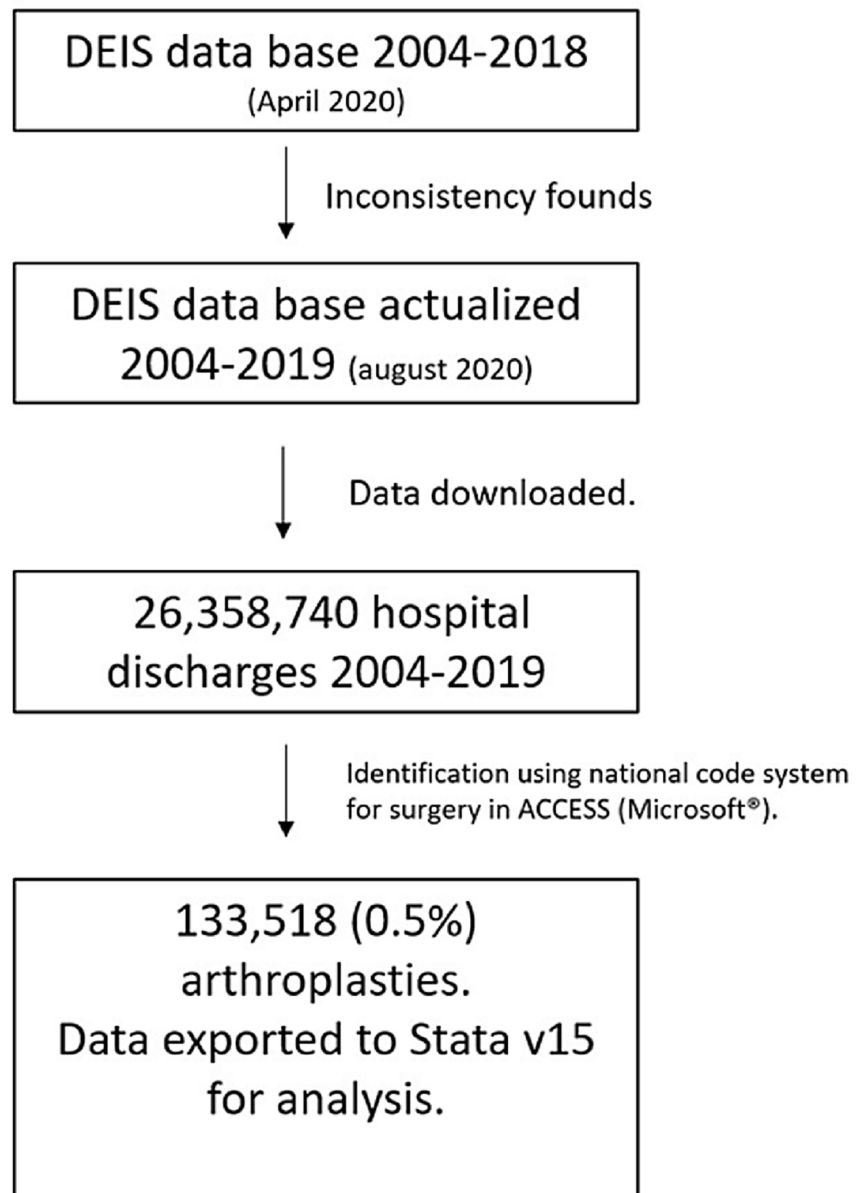 DEIS data base 2004-2018
(April 2020)
Inconsistency founds
DEIS data base actualized
2004-2019 (august 2020)
Data downloaded.
26,358,740 hospital
discharges 2004-2019
Identification using national code system
for surgery in ACCESS (Microsoft®).
133,518 (0.5%)
arthroplasties.
Data exported to Stata v15
for analysis.